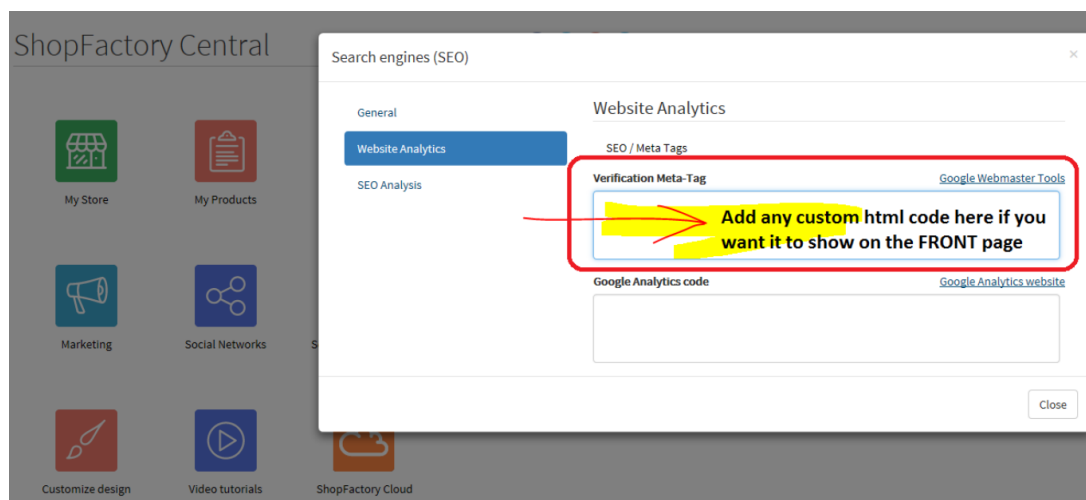 ShopFactory Central
Search engines (SEO)
×
General
Website Analytics
SEO Analysis
Website Analytics
SEO / Meta Tags
Verification Meta-Tag
Google Webmaster Tools
Add any custom html code here if you
want it to show on the FRONT page
Google Analytics code
Google Analytics website
Close
My Store
My Products
Marketing
Social Networks
S
Customize design
Video tutorials
ShopFactory Cloud